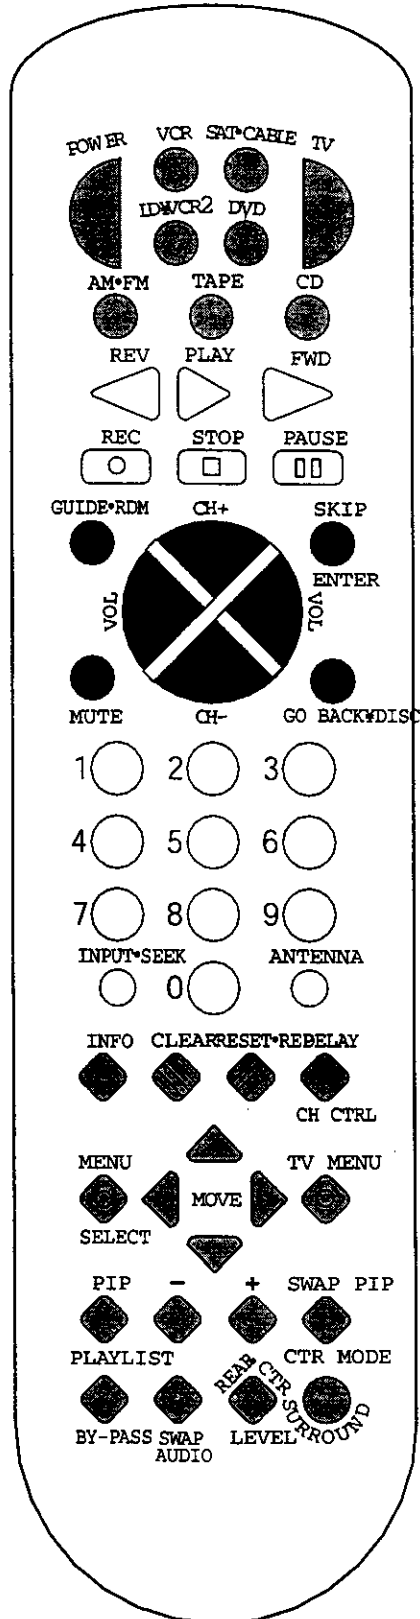 POWER VCR SAT•CABLE TV
LD¥VCR2 DVD
AM•FM TAPE CD
REV PLAY FWD
REC STOP PAUSE
GUIDE•RDM CH+ SKIP
ENTER
VOL VOL
MUTE CH- GO BACK¥DISC
1 2 3
4 5 6
7 8 9
INPUT•SEEK ANTENNA
0
INFO CLEAR RESET•REP DELAY
CH CTRL
MENU TV MENU
MOVE
SELECT
PIP - + SWAP PIP
PLAYLIST CTR MODE
REAR CTR SURROUND
BY-PASS SWAP AUDIO LEVEL